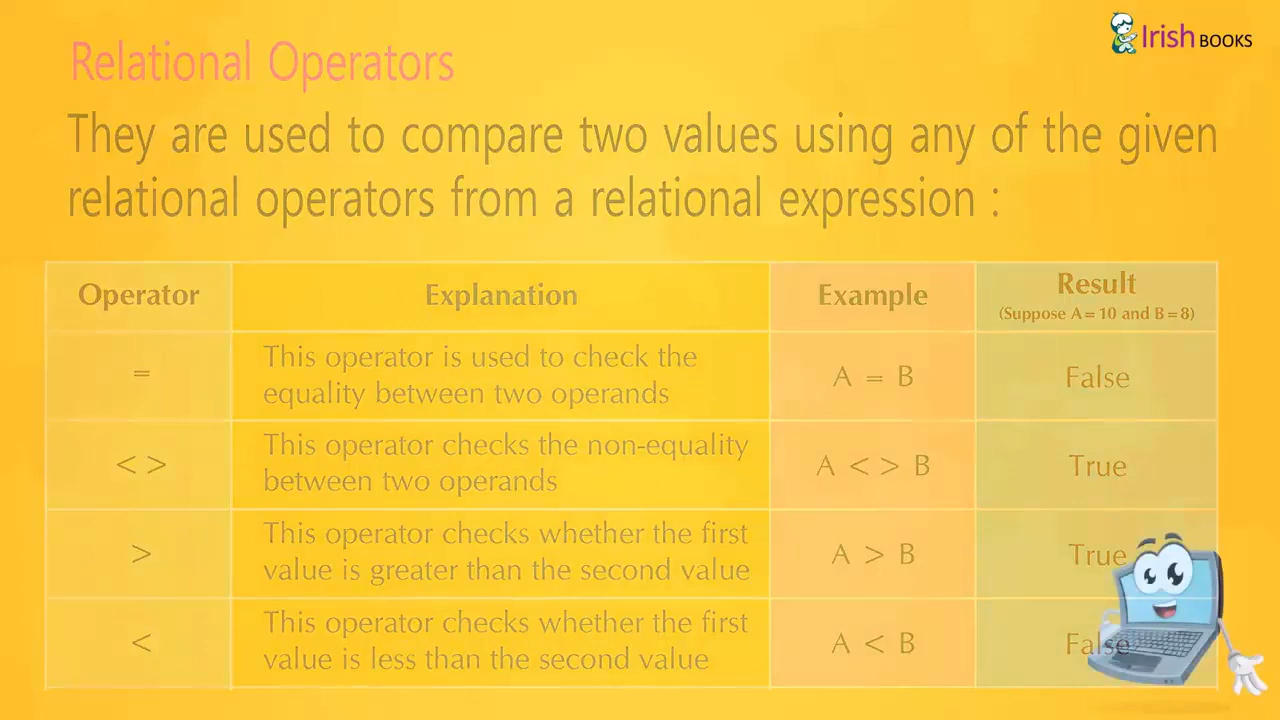 Irish BOOKS
Relational Operators
They are used to compare two values using any of the given
relational operators from a relational expression :
Operator Explanation Example Result
(Suppose A = 10 and B = 8)
= This operator is used to check the
equality between two operands A = B False
< > This operator checks the non-equality
between two operands A < > B True
> This operator checks whether the first
value is greater than the second value A > B True
< This operator checks whether the first
value is less than the second value A < B False